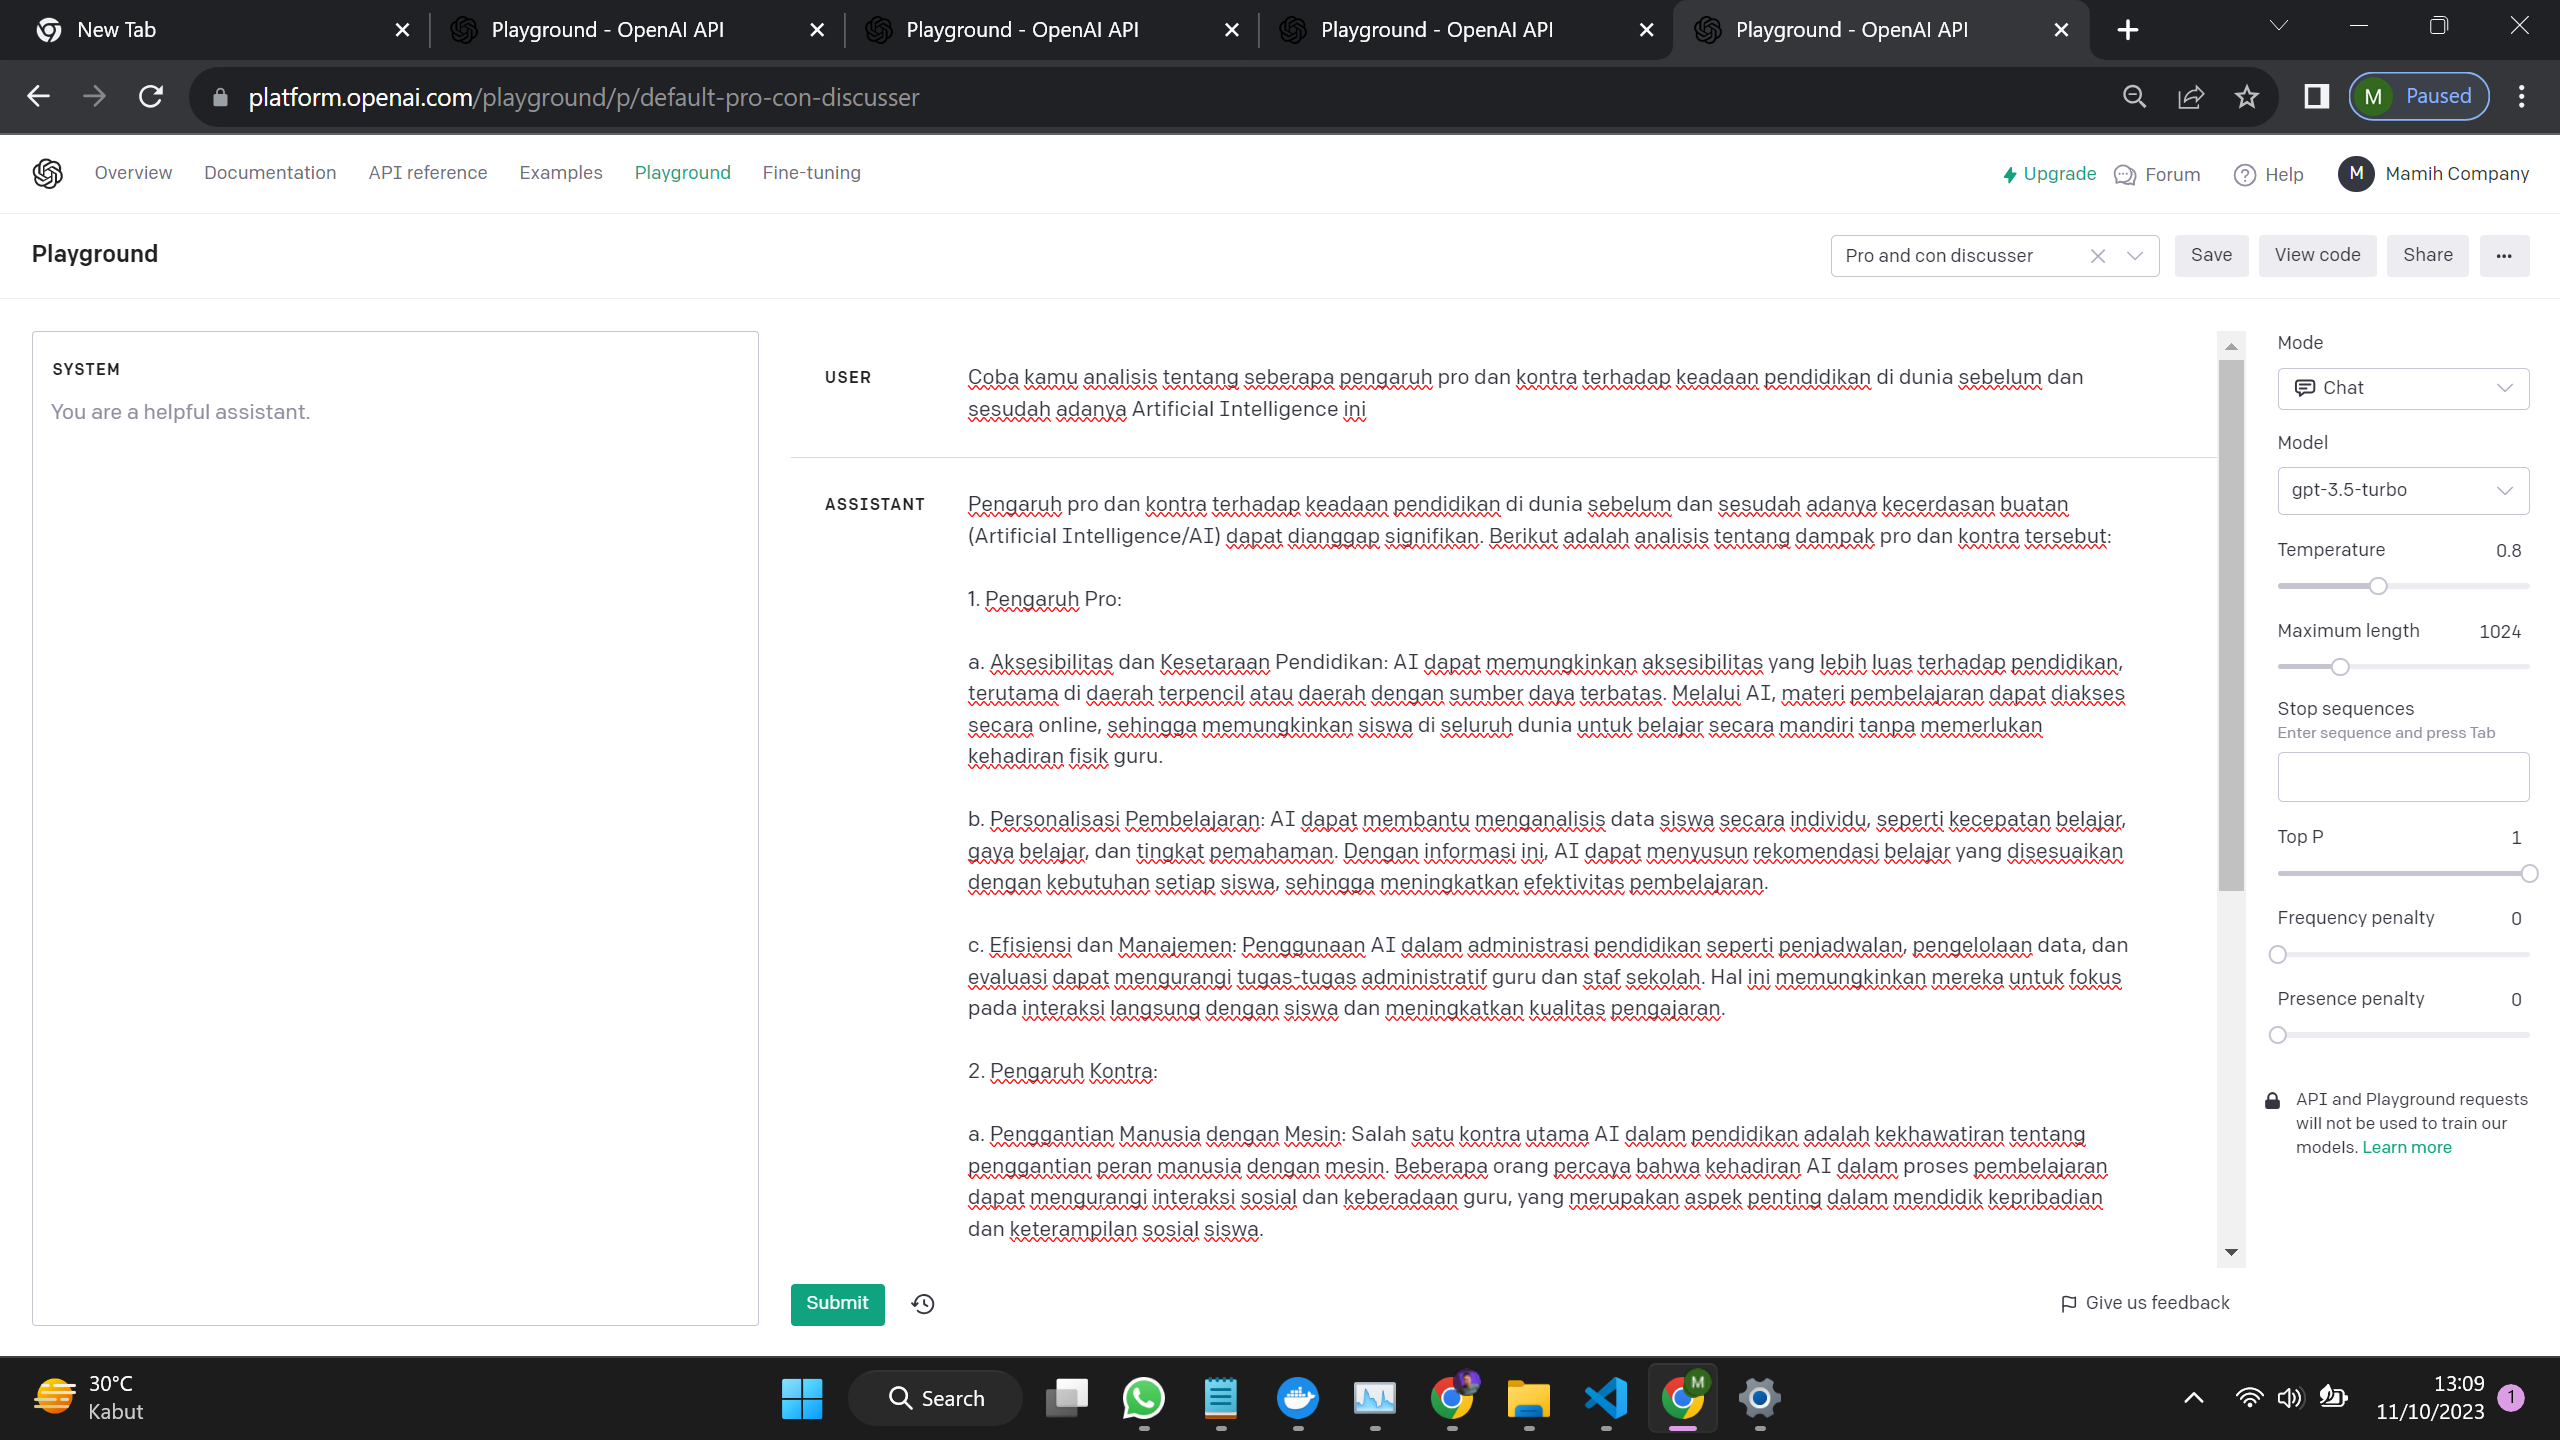 New Tab
Playground - OpenAI API
Playground - OpenAI API
Playground - OpenAI API
Playground - OpenAI API
platform.openai.com/playground/p/default-pro-con-discusser
M Paused
Overview
Documentation
API reference
Examples
Playground
Fine-tuning
Upgrade
Forum
Help
M Mamih Company
Playground
Pro and con discusser
Save
View code
Share
SYSTEM
You are a helpful assistant.
USER
Coba kamu analisis tentang seberapa pengaruh pro dan kontra terhadap keadaan pendidikan di dunia sebelum dan
sesudah adanya Artificial Intelligence ini
ASSISTANT
Pengaruh pro dan kontra terhadap keadaan pendidikan di dunia sebelum dan sesudah adanya kecerdasan buatan
(Artificial Intelligence/AI) dapat dianggap signifikan. Berikut adalah analisis tentang dampak pro dan kontra tersebut:
1. Pengaruh Pro:
a. Aksesibilitas dan Kesetaraan Pendidikan: AI dapat memungkinkan aksesibilitas yang lebih luas terhadap pendidikan,
terutama di daerah terpencil atau daerah dengan sumber daya terbatas. Melalui AI, materi pembelajaran dapat diakses
secara online, sehingga memungkinkan siswa di seluruh dunia untuk belajar secara mandiri tanpa memerlukan
kehadiran fisik guru.
b. Personalisasi Pembelajaran: AI dapat membantu menganalisis data siswa secara individu, seperti kecepatan belajar,
gaya belajar, dan tingkat pemahaman. Dengan informasi ini, AI dapat menyusun rekomendasi belajar yang disesuaikan
dengan kebutuhan setiap siswa, sehingga meningkatkan efektivitas pembelajaran.
c. Efisiensi dan Manajemen: Penggunaan AI dalam administrasi pendidikan seperti penjadwalan, pengelolaan data, dan
evaluasi dapat mengurangi tugas-tugas administratif guru dan staf sekolah. Hal ini memungkinkan mereka untuk fokus
pada interaksi langsung dengan siswa dan meningkatkan kualitas pengajaran.
2. Pengaruh Kontra:
a. Penggantian Manusia dengan Mesin: Salah satu kontra utama AI dalam pendidikan adalah kekhawatiran tentang
penggantian peran manusia dengan mesin. Beberapa orang percaya bahwa kehadiran AI dalam proses pembelajaran
dapat mengurangi interaksi sosial dan keberadaan guru, yang merupakan aspek penting dalam mendidik kepribadian
dan keterampilan sosial siswa.
Submit
Give us feedback
Mode
Chat
Model
gpt-3.5-turbo
Temperature 0.8
Maximum length 1024
Stop sequences
Enter sequence and press Tab
Top P 1
Frequency penalty 0
Presence penalty 0
API and Playground requests
will not be used to train our
models. Learn more
30°C
Kabut
Search
M
13:09
11/10/2023
1